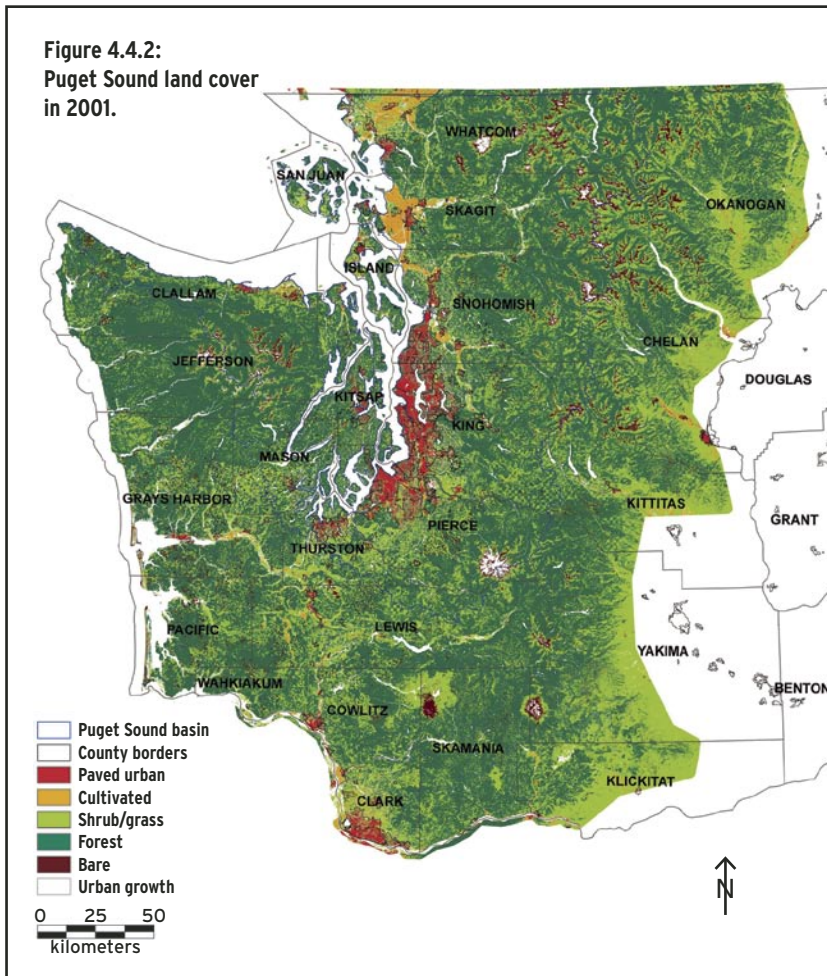 Figure 4.4.2:
Puget Sound land cover
in 2001.
WHATCOM
SAN JUAN
SKAGIT
OKANOGAN
ISLAND
CLALLAM
SNOHOMISH
CHELAN
JEFFERSON
DOUGLAS
KITSAP
KING
MASON
GRAYS HARBOR
KITTITAS
GRANT
PIERCE
THURSTON
PACIFIC
LEWIS
YAKIMA
WAHKIAKUM
BENTON
COWLITZ
SKAMANIA
KLICKITAT
CLARK
Puget Sound basin
County borders
Paved urban
Cultivated
Shrub/grass
Forest
Bare
Urban growth
0 25 50
kilometers
N